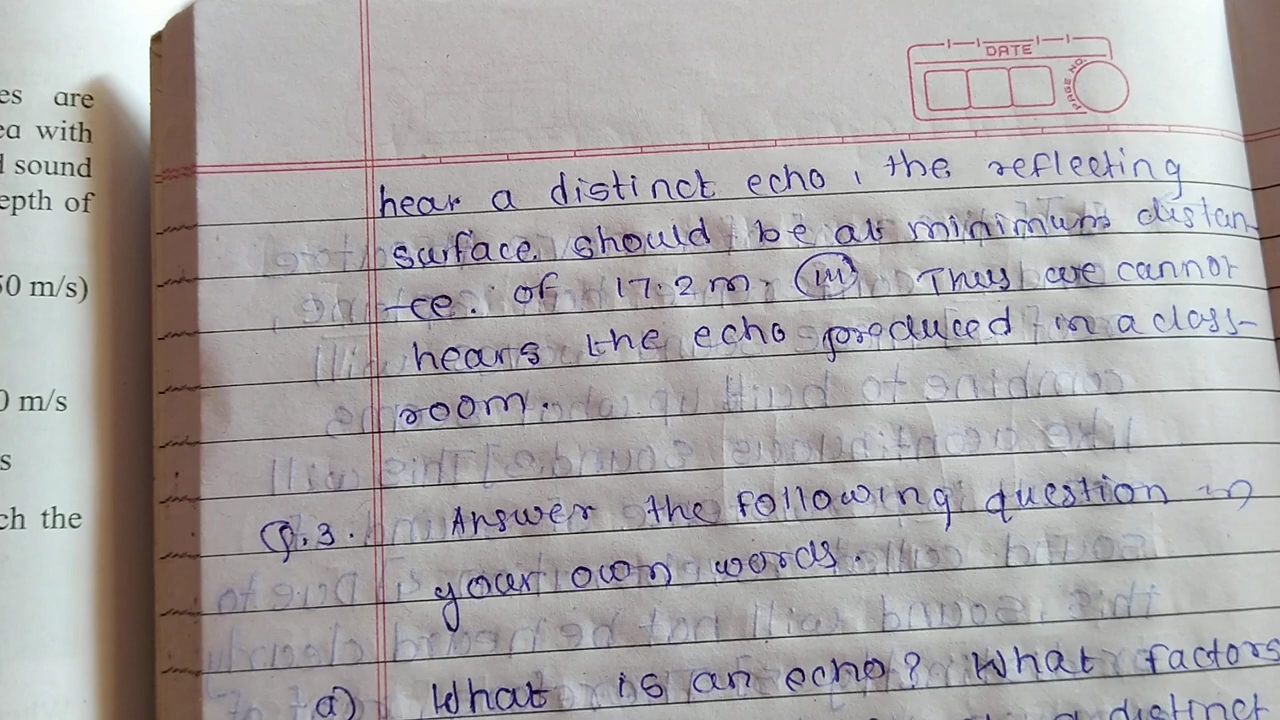 es are
ea with
d sound
epth of
50 m/s)
0 m/s
s
ch the
DATE
PAGE NO.
hear a distinct echo, the reflecting
surface should be at minimum distan-
ce. of 17.2 m. (iii) Thus we cannot
hears the echo produced in a class-
room.
Q.3. Answer the following question in
your own words.
a) What is an echo? What factors
a distinct